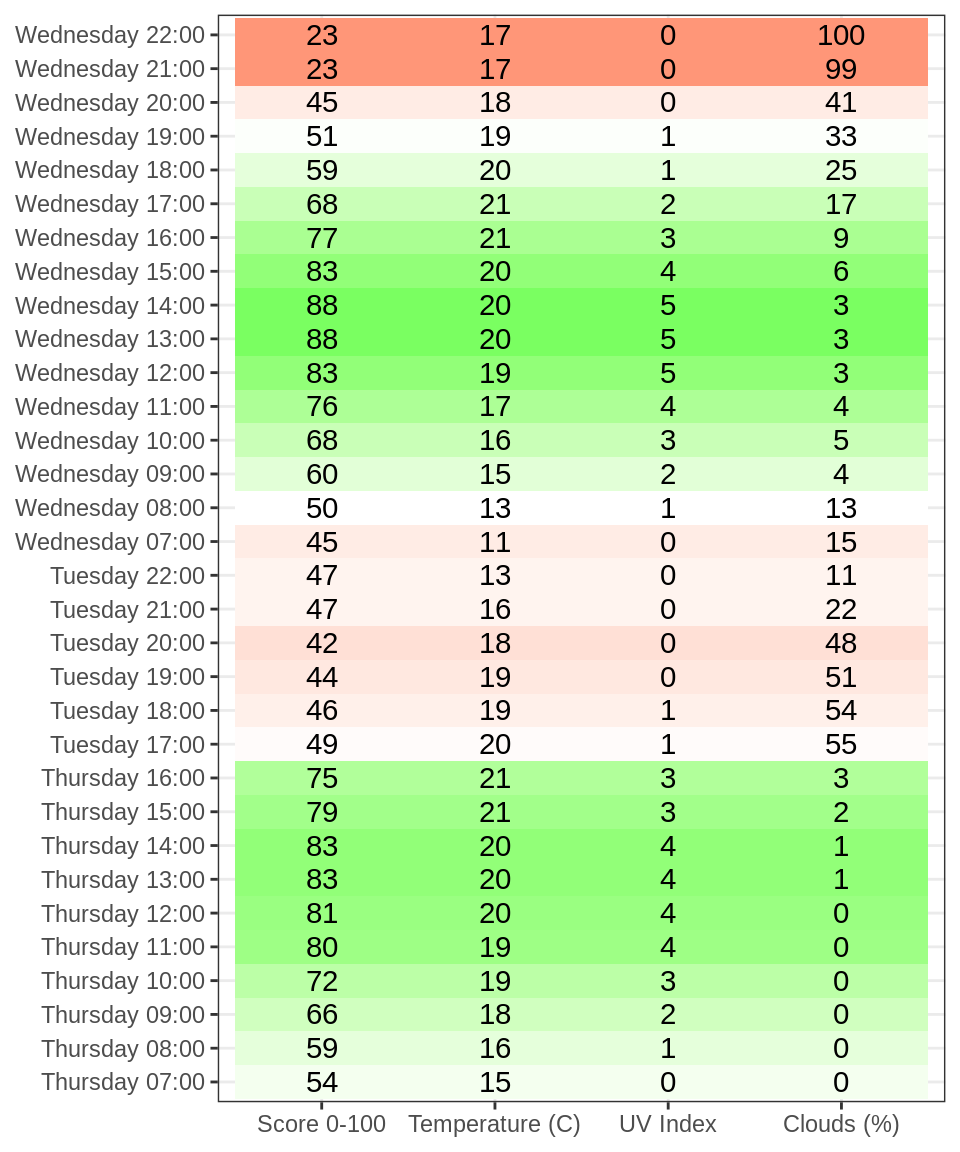 Wednesday 22:00 23 17 0 100
Wednesday 21:00 23 17 0 99
Wednesday 20:00 45 18 0 41
Wednesday 19:00 51 19 1 33
Wednesday 18:00 59 20 1 25
Wednesday 17:00 68 21 2 17
Wednesday 16:00 77 21 3 9
Wednesday 15:00 83 20 4 6
Wednesday 14:00 88 20 5 3
Wednesday 13:00 88 20 5 3
Wednesday 12:00 83 19 5 3
Wednesday 11:00 76 17 4 4
Wednesday 10:00 68 16 3 5
Wednesday 09:00 60 15 2 4
Wednesday 08:00 50 13 1 13
Wednesday 07:00 45 11 0 15
Tuesday 22:00 47 13 0 11
Tuesday 21:00 47 16 0 22
Tuesday 20:00 42 18 0 48
Tuesday 19:00 44 19 0 51
Tuesday 18:00 46 19 1 54
Tuesday 17:00 49 20 1 55
Thursday 16:00 75 21 3 3
Thursday 15:00 79 21 3 2
Thursday 14:00 83 20 4 1
Thursday 13:00 83 20 4 1
Thursday 12:00 81 20 4 0
Thursday 11:00 80 19 4 0
Thursday 10:00 72 19 3 0
Thursday 09:00 66 18 2 0
Thursday 08:00 59 16 1 0
Thursday 07:00 54 15 0 0
Score 0-100 Temperature (C) UV Index Clouds (%)